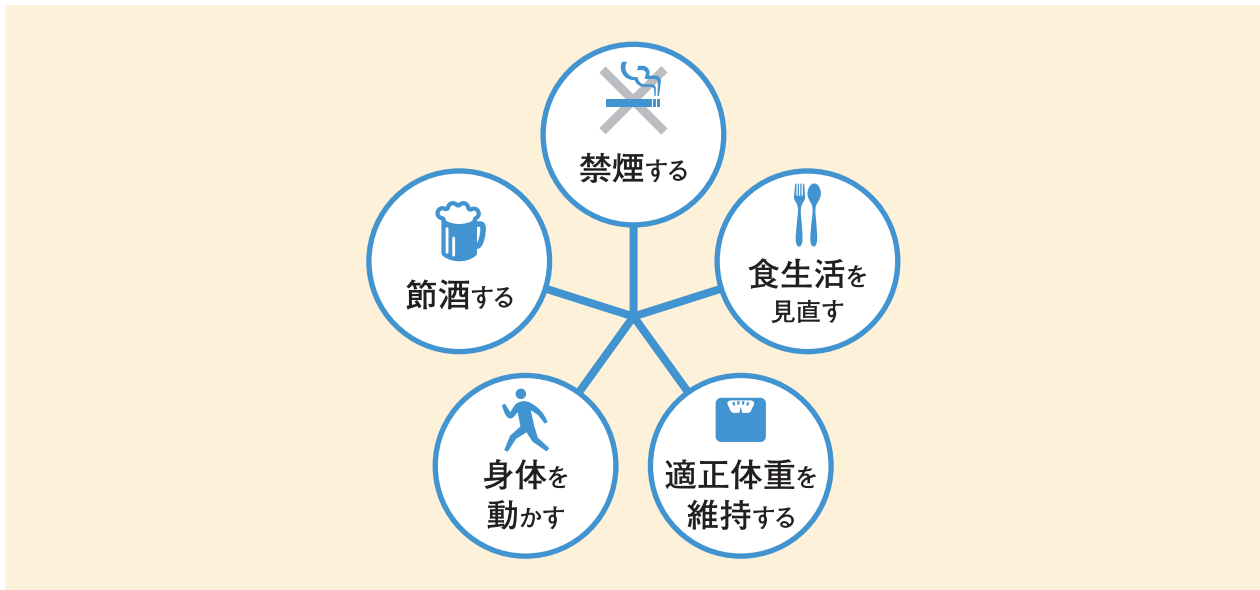 禁煙する
節酒する
食生活を
見直す
身体を
動かす
適正体重を
維持する